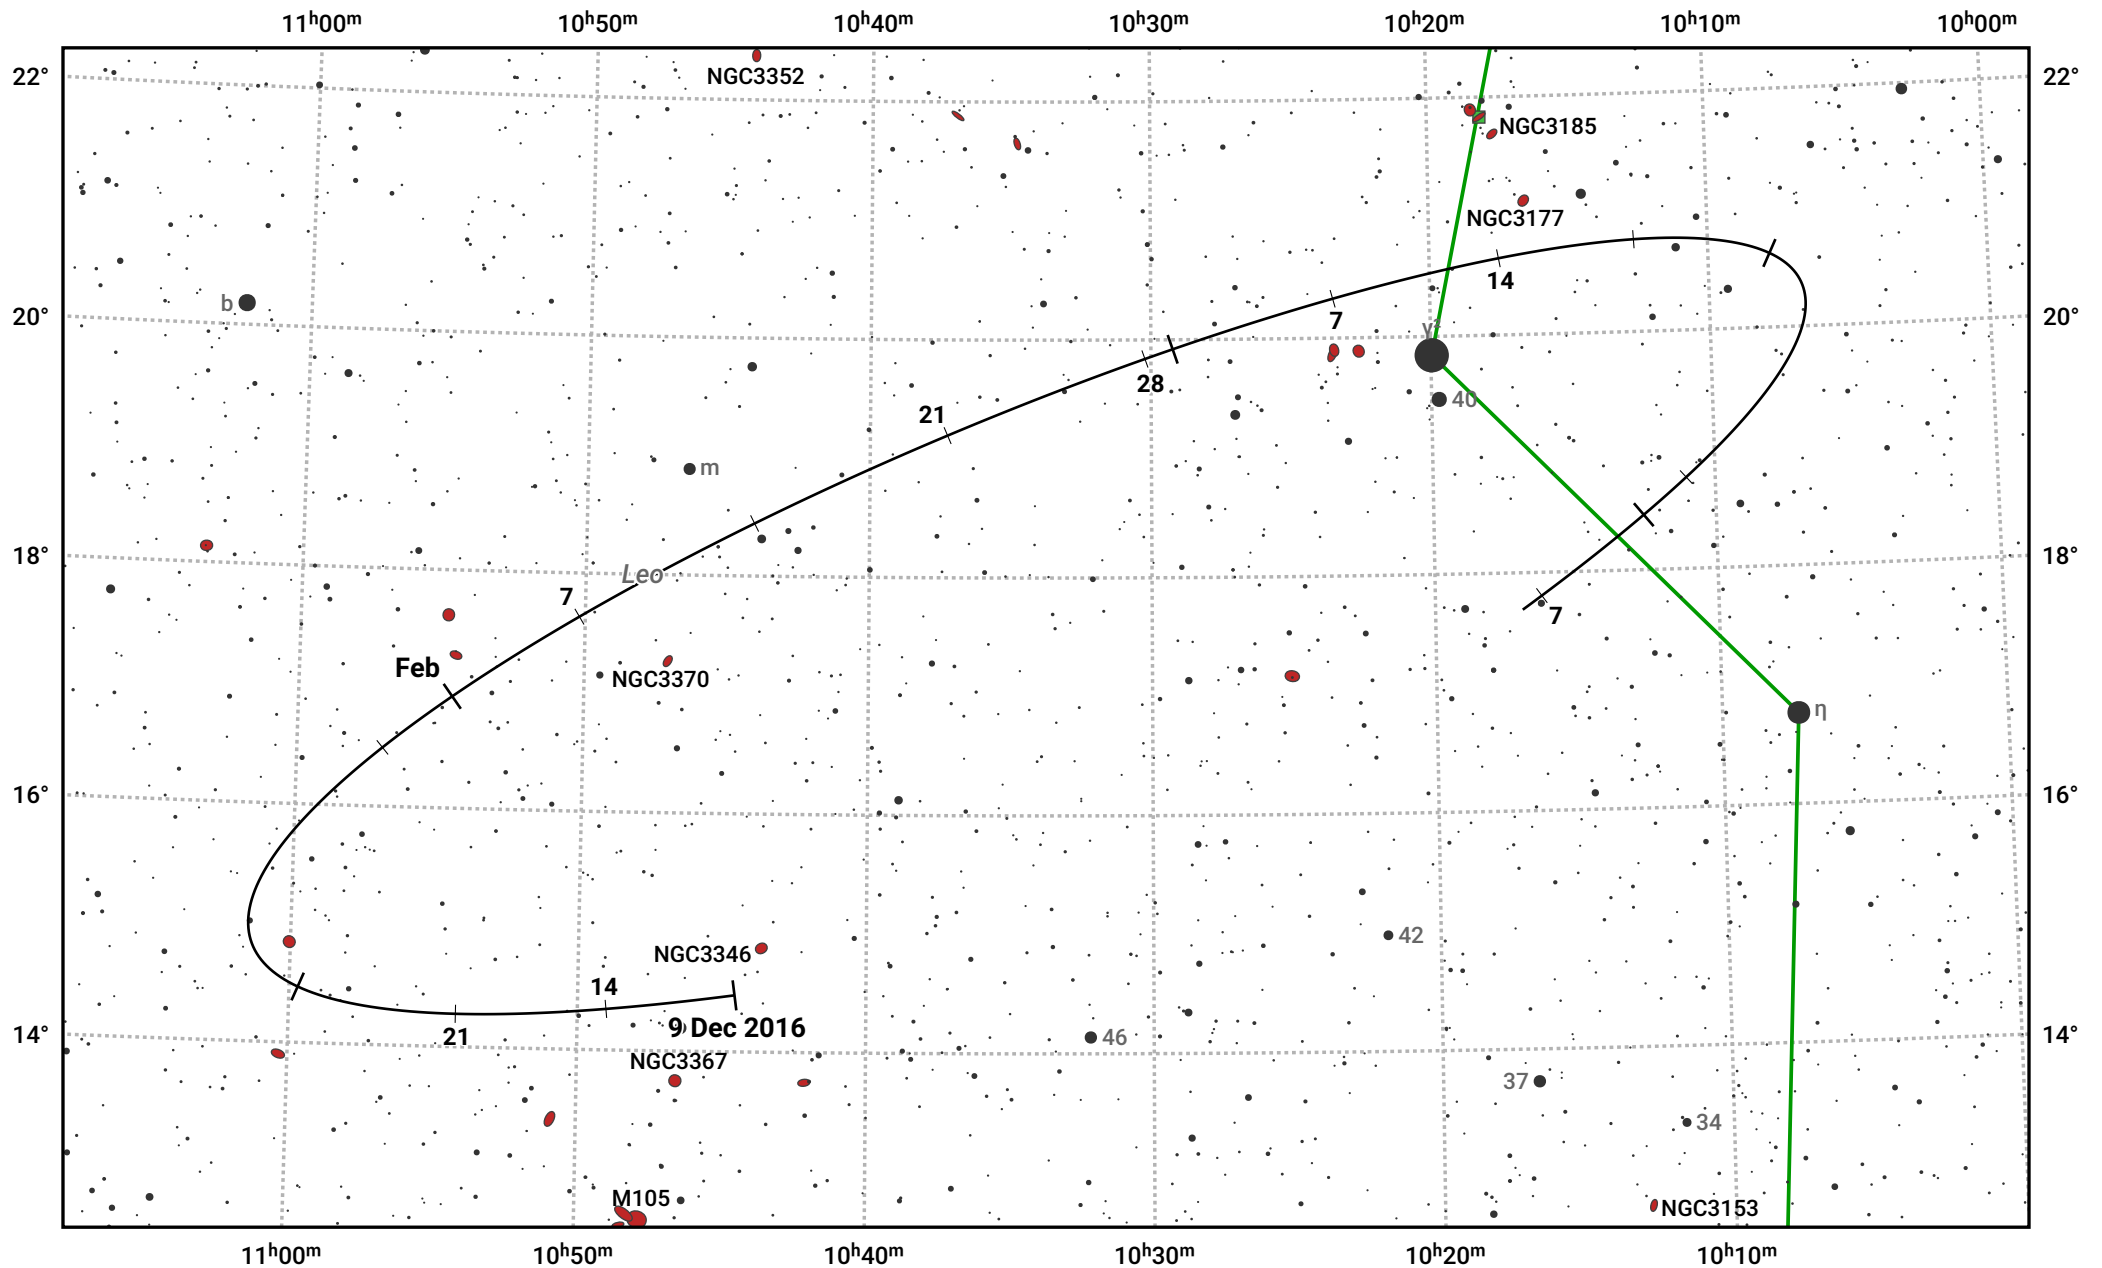 11ʰ00ᵐ 10ʰ50ᵐ 10ʰ40ᵐ 10ʰ30ᵐ 10ʰ20ᵐ 10ʰ10ᵐ 10ʰ00ᵐ
22° 22°
NGC3352
NGC3185
NGC3177
14
b
20° 20°
7
γ¹
28
40
21
m
18° 18°
Leo
7
7
Feb
NGC3370
η
16° 16°
42
NGC3346
14
9 Dec 2016
21
14° 14°
46
NGC3367
37
34
M105
NGC3153
11ʰ00ᵐ 10ʰ50ᵐ 10ʰ40ᵐ 10ʰ30ᵐ 10ʰ20ᵐ 10ʰ10ᵐ